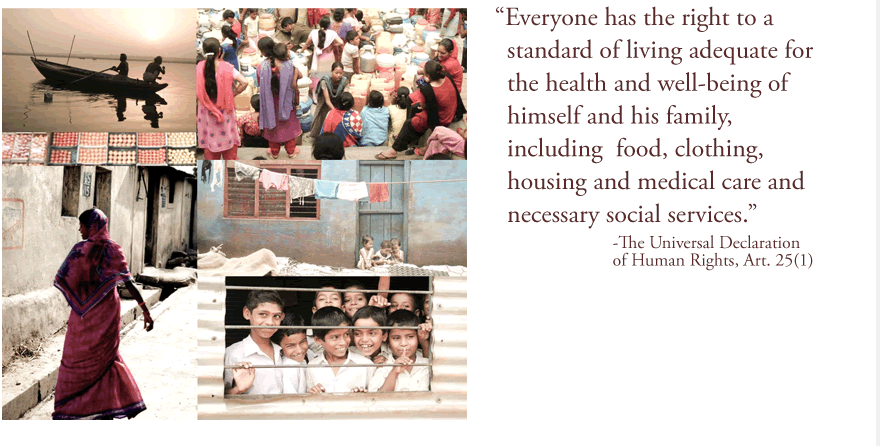 “Everyone has the right to a
standard of living adequate for
the health and well-being of
himself and his family,
including food, clothing,
housing and medical care and
necessary social services.”
-The Universal Declaration
of Human Rights, Art. 25(1)